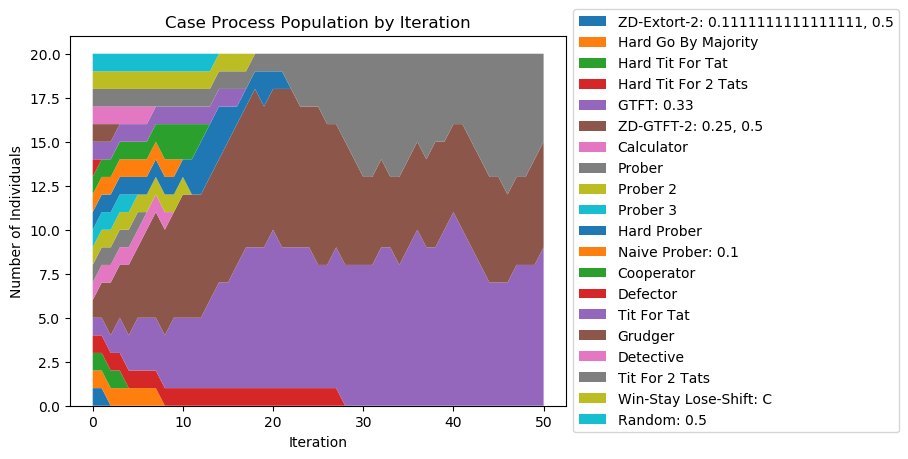 Case Process Population by Iteration
Number of Individuals
20.0
17.5
15.0
12.5
10.0
7.5
5.0
2.5
0.0
0 10 20 30 40 50
Iteration
ZD-Extort-2: 0.1111111111111111, 0.5
Hard Go By Majority
Hard Tit For Tat
Hard Tit For 2 Tats
GTFT: 0.33
ZD-GTFT-2: 0.25, 0.5
Calculator
Prober
Prober 2
Prober 3
Hard Prober
Naive Prober: 0.1
Cooperator
Defector
Tit For Tat
Grudger
Detective
Tit For 2 Tats
Win-Stay Lose-Shift: C
Random: 0.5